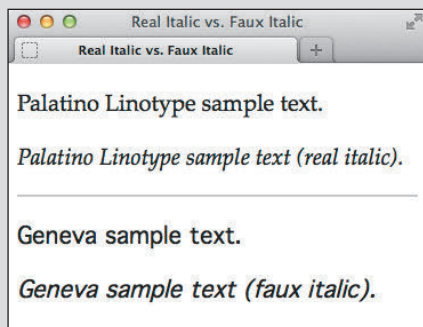 Real Italic vs. Faux Italic
Real Italic vs. Faux Italic
Palatino Linotype sample text.
Palatino Linotype sample text (real italic).
Geneva sample text.
Geneva sample text (faux italic).